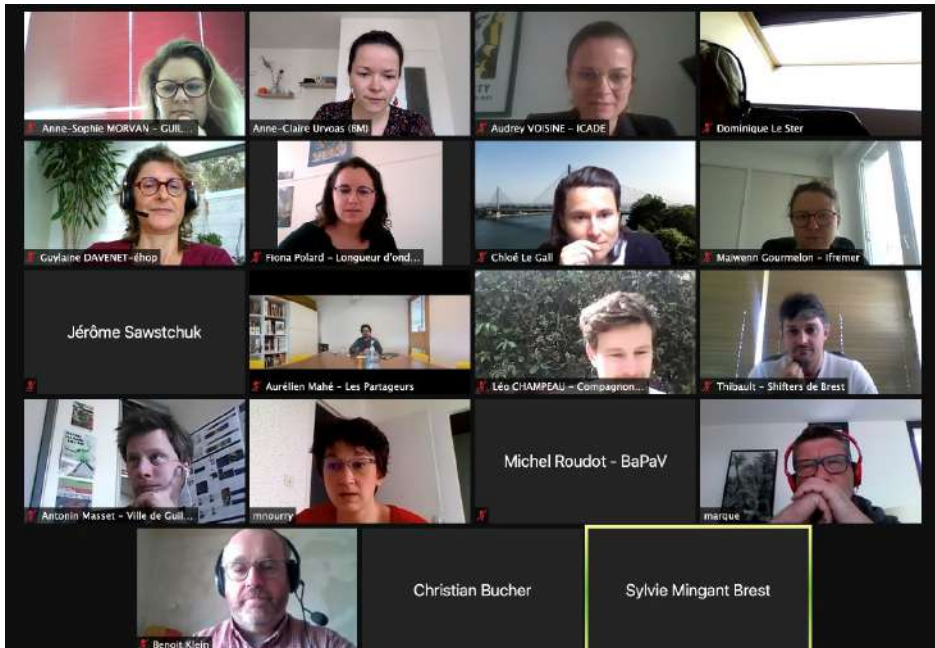 Anne-Sophie MORVAN - GUIL...
Anne-Claire Urvoas (BM)
Audrey VOISINE - ICADE
Dominique Le Ster
Guylaine DAVENET-éhop
Fiona Polard - Longueur d'ond...
Chloé Le Gall
Maïwenn Gourmelon - Ifremer
Jérôme Sawstchuk
Aurélien Mahé - Les Partageurs
Léo CHAMPEAU - Compagnon...
Thibault - Shifters de Brest
Antonin Masset - Ville de Guil...
mnourry
Michel Roudot - BaPaV
marque
Benoit Klein
Christian Bucher
Sylvie Mingant Brest